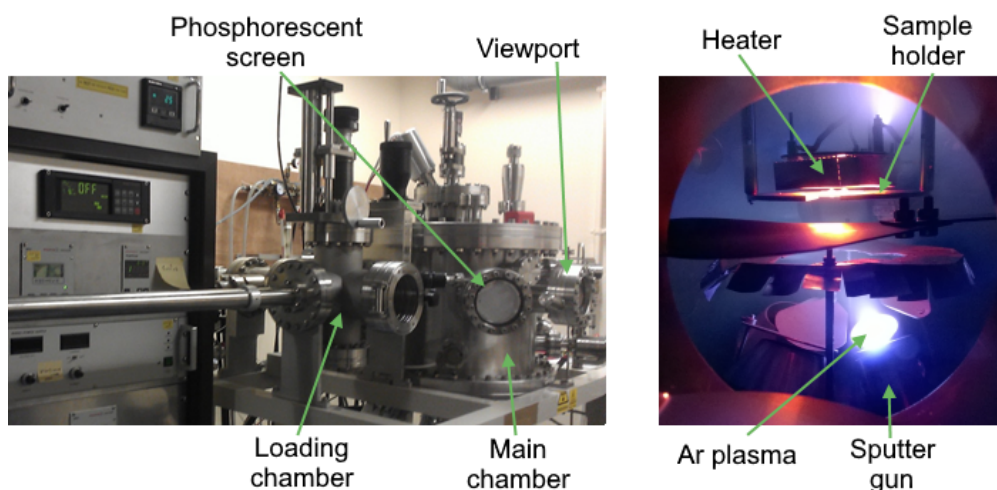 Phosphorescent
screen
Viewport
Heater
Sample
holder
OFF
Loading
chamber
Main
chamber
Ar plasma
Sputter
gun